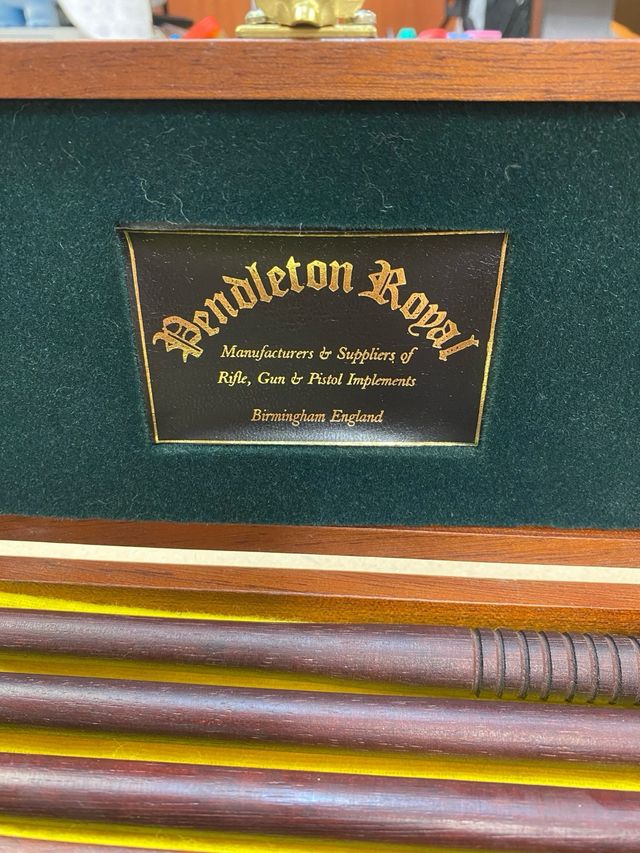 Pendleton Royal
Manufacturers & Suppliers of
Rifle, Gun & Pistol Implements
Birmingham England